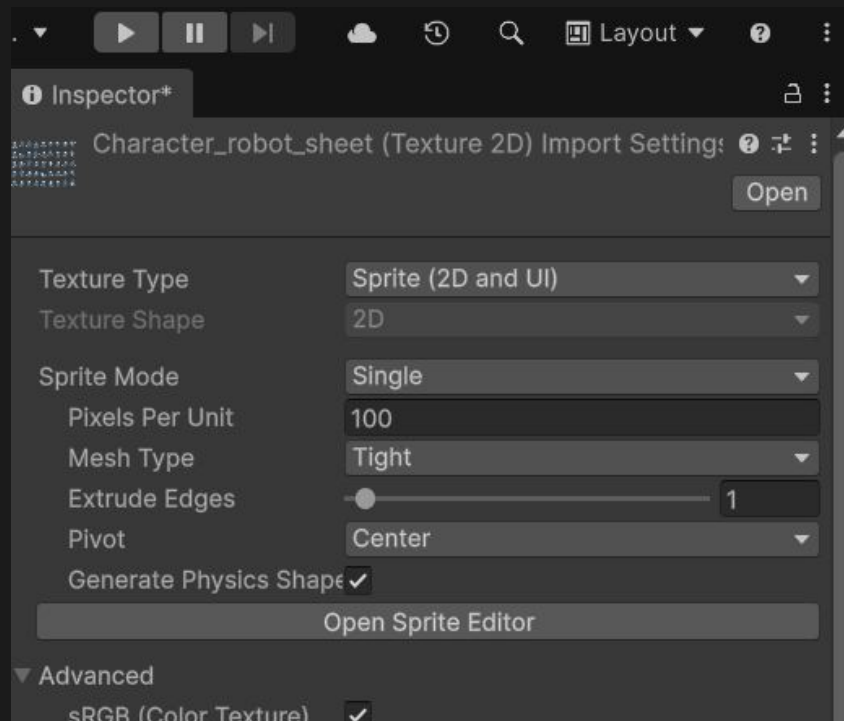 Layout
Inspector*
Character_robot_sheet (Texture 2D) Import Settings
Open
Texture Type Sprite (2D and UI)
Texture Shape 2D
Sprite Mode Single
Pixels Per Unit 100
Mesh Type Tight
Extrude Edges 1
Pivot Center
Generate Physics Shape
Open Sprite Editor
Advanced
sRGB (Color Texture)